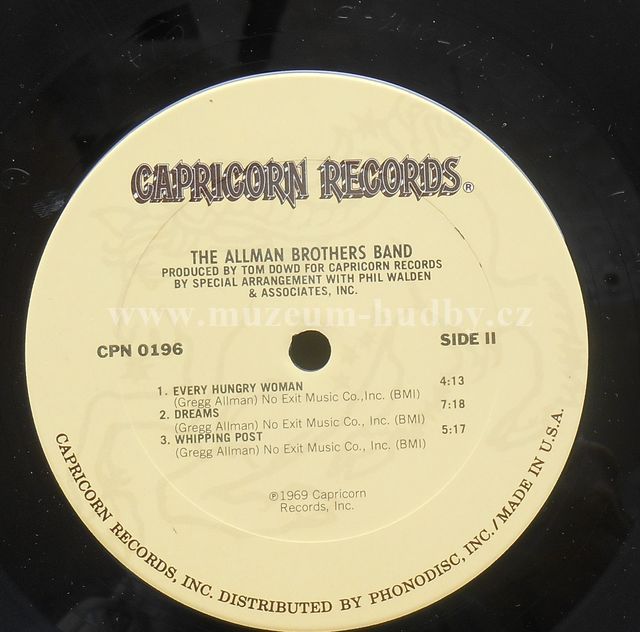 CAPRICORN RECORDS®
THE ALLMAN BROTHERS BAND
PRODUCED BY TOM DOWD FOR CAPRICORN RECORDS
BY SPECIAL ARRANGEMENT WITH PHIL WALDEN
& ASSOCIATES, INC.
www.muzeum-hudby.cz
CPN 0196
SIDE II
1. EVERY HUNGRY WOMAN 4:13
(Gregg Allman) No Exit Music Co., Inc. (BMI)
2. DREAMS 7:18
(Gregg Allman) No Exit Music Co., Inc. (BMI)
3. WHIPPING POST 5:17
(Gregg Allman) No Exit Music Co., Inc. (BMI)
℗1969 Capricorn
Records, Inc.
CAPRICORN RECORDS, INC. DISTRIBUTED BY PHONODISC, INC./MADE IN U.S.A.